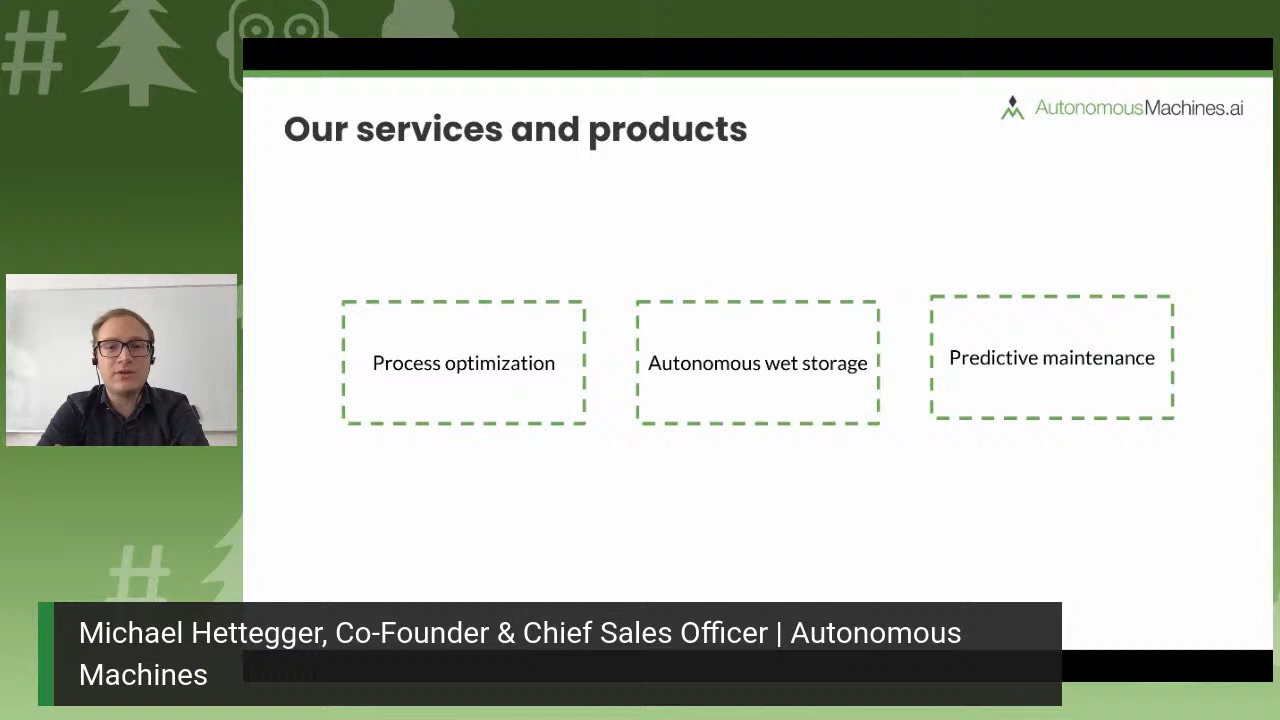 AutonomousMachines.ai
Our services and products
Process optimization
Autonomous wet storage
Predictive maintenance
Michael Hettegger, Co-Founder & Chief Sales Officer | Autonomous
Machines